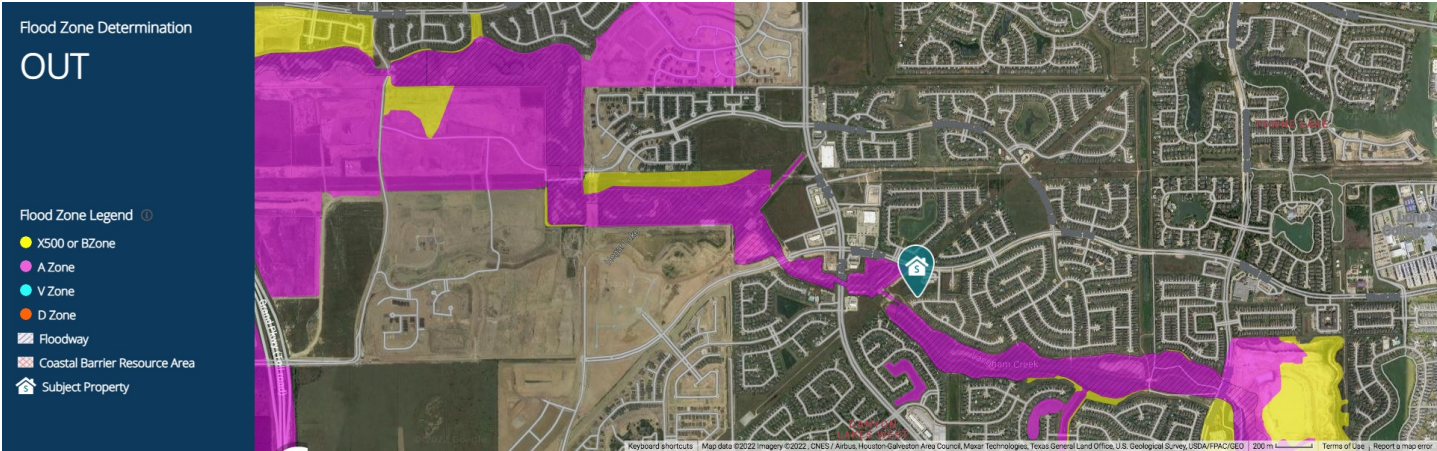 Flood Zone Determination
OUT
Flood Zone Legend
X500 or BZone
A Zone
V Zone
D Zone
Floodway
Coastal Barrier Resource Area
Subject Property
Bam Creek
Keyboard shortcuts Map data ©2022 Imagery ©2022 , CNES / Airbus, Houston-Galveston Area Council, Maxar Technologies, Texas General Land Office, U.S. Geological Survey, USDA/FPAC/GEO 200 m Terms of Use Report a map error